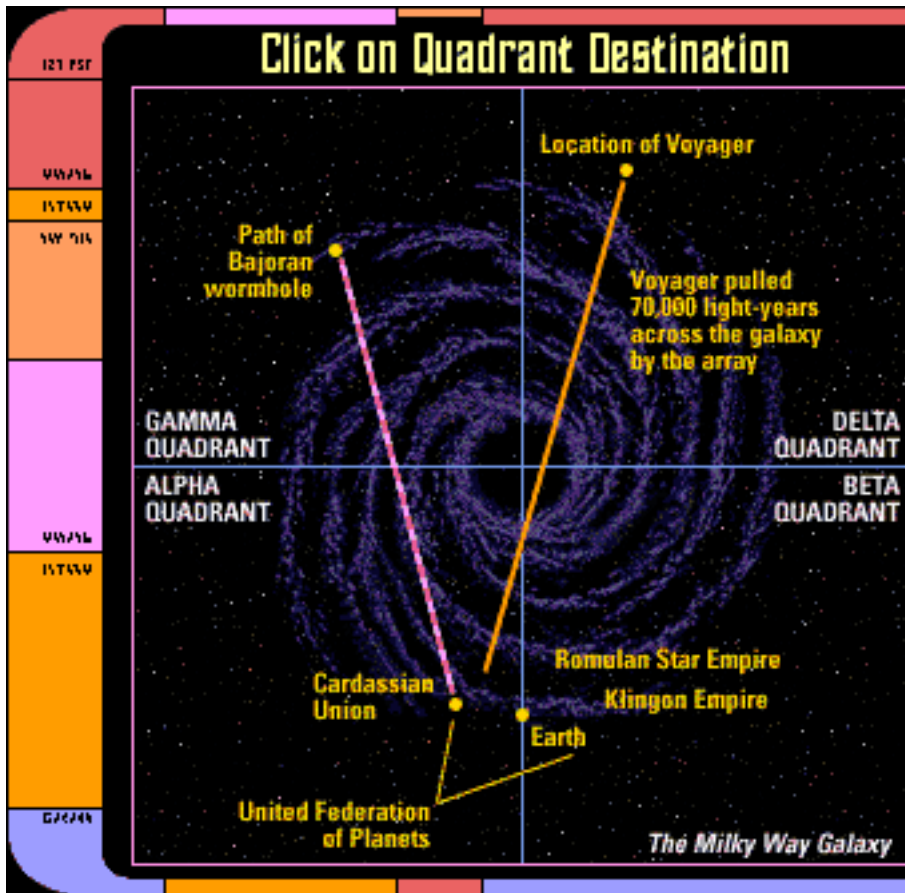 Click on Quadrant Destination
Location of Voyager
Path of
Bajoran
wormhole
Voyager pulled
70,000 light-years
across the galaxy
by the array
GAMMA
QUADRANT
DELTA
QUADRANT
ALPHA
QUADRANT
BETA
QUADRANT
Romulan Star Empire
Cardassian
Union
Klingon Empire
Earth
United Federation
of Planets
The Milky Way Galaxy